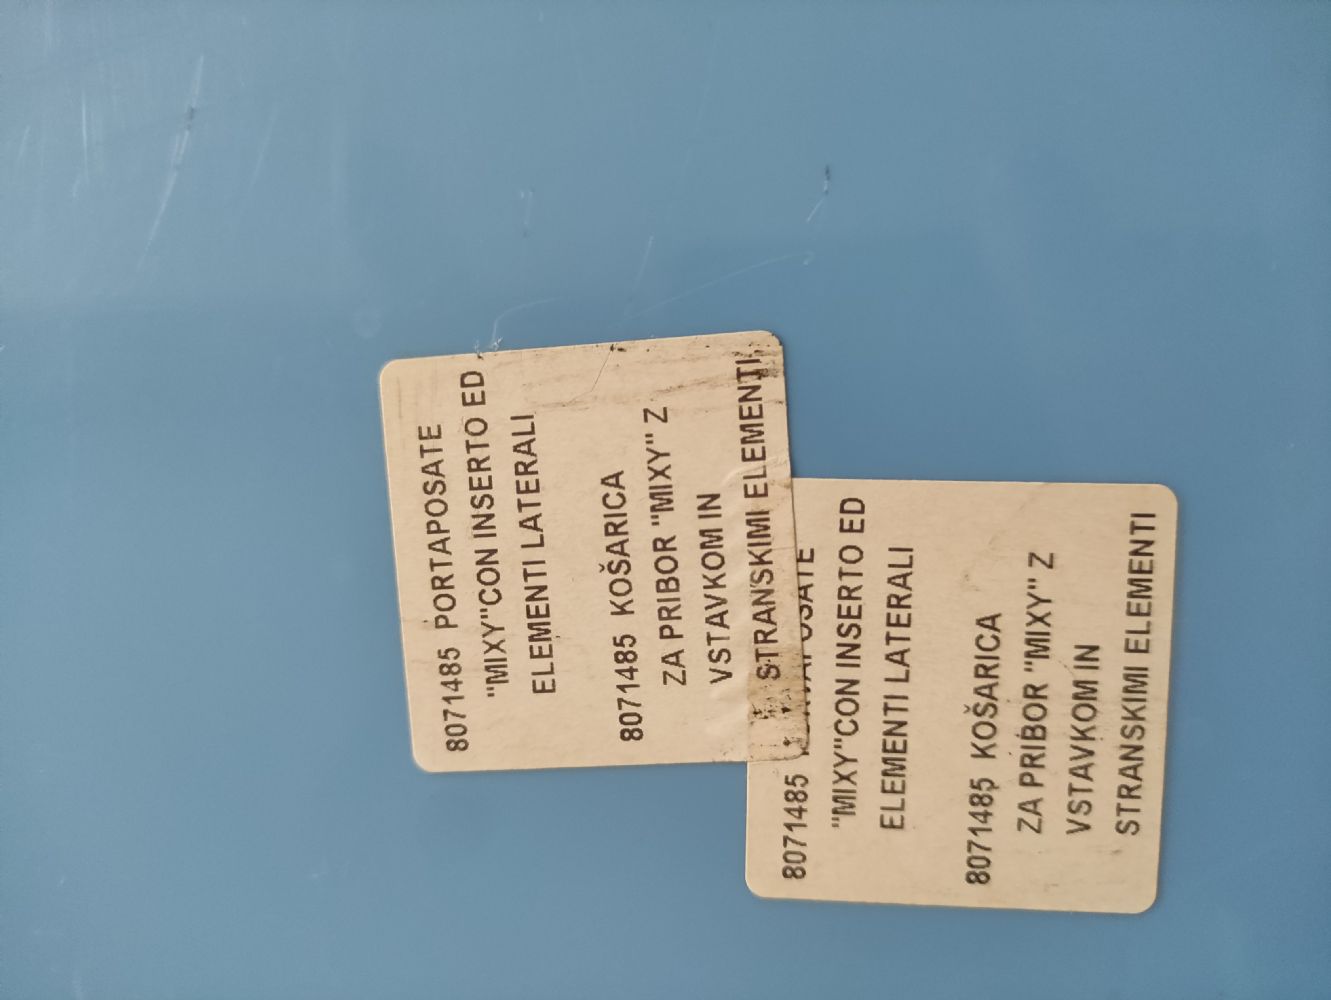 8071485 PORTAPOSATE
"MIXY"CON INSERTO ED
ELEMENTI LATERALI
8071485 KOŠARICA
ZA PRIBOR "MIXY" Z
VSTAVKOM IN
STRANSKIMI ELEMENTI
8071485
"MIXY"CON INSERTO ED
ELEMENTI LATERALI
8071485 KOŠARICA
ZA PRIBOR "MIXY" Z
VSTAVKOM IN
STRANSKIMI ELEMENTI